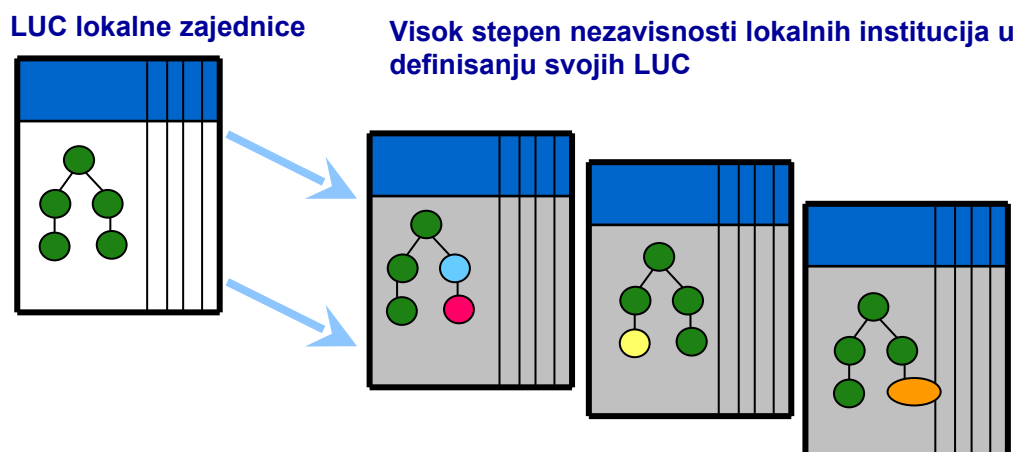 LUC lokalne zajednice
Visok stepen nezavisnosti lokalnih institucija u
definisanju svojih LUC